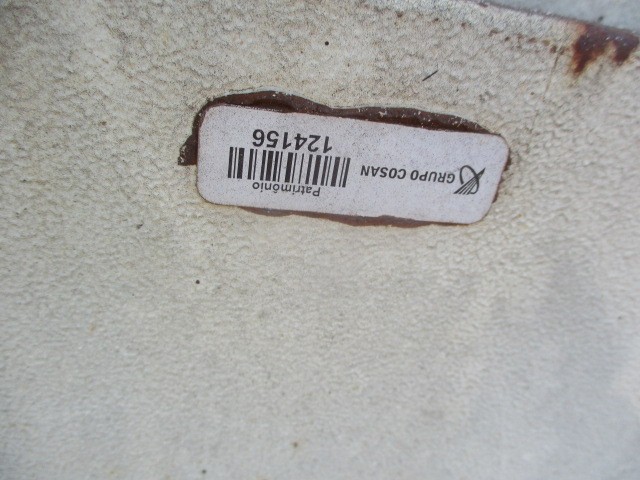 GRUPO COSAN
Patrimônio
124156